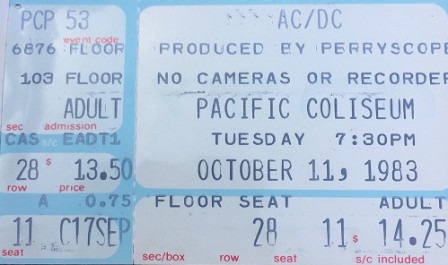 PCP 53
event code
6876 FLOOR
103 FLOOR
ADULT
sec admission
CAS s/c EADT1
28 $ 13.50
row price
A 0.75
11 C17SEP
seat
AC/DC
PRODUCED BY PERRYSCOPE
NO CAMERAS OR RECORDER
PACIFIC COLISEUM
TUESDAY 7:30PM
OCTOBER 11, 1983
FLOOR SEAT ADULT
28 11 $ 14.25
sec/box row seat s/c included